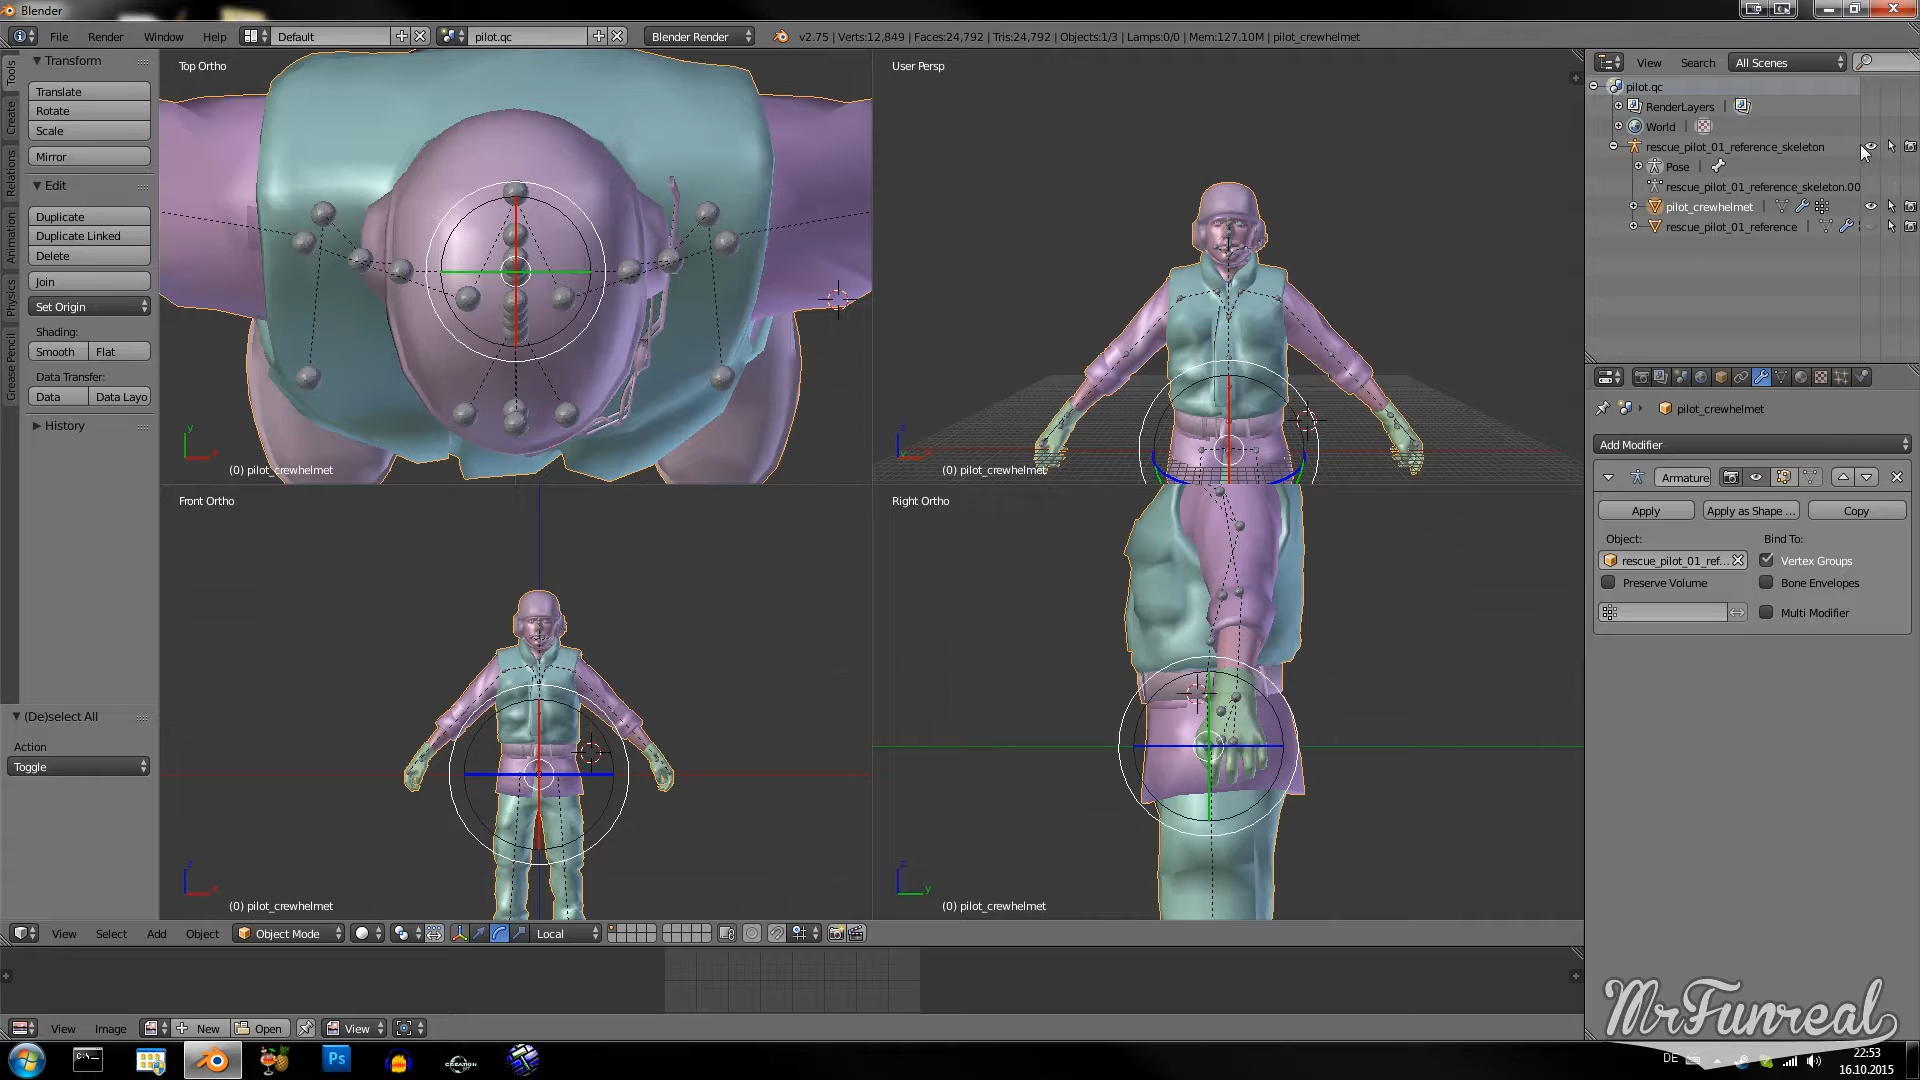 Blender
File Render Window Help Default pilot.qc Blender Render v2.75 | Verts:12,849 | Faces:24,792 | Tris:24,792 | Objects:1/3 | Lamps:0/0 | Mem:127.10M | pilot_crewhelmet
Tools
Create
Relations
Animation
Physics
Grease Pencil
Transform
Translate
Rotate
Scale
Mirror
Edit
Duplicate
Duplicate Linked
Delete
Join
Set Origin
Shading:
Smooth Flat
Data Transfer:
Data Data Layo
History
(De)select All
Action
Toggle
Top Ortho
(0) pilot_crewhelmet
User Persp
(0) pilot_crewhelmet
Front Ortho
(0) pilot_crewhelmet
Right Ortho
(0) pilot_crewhelmet
View Search All Scenes
pilot.qc
RenderLayers
World
rescue_pilot_01_reference_skeleton
Pose
rescue_pilot_01_reference_skeleton.00
pilot_crewhelmet
rescue_pilot_01_reference
pilot_crewhelmet
Add Modifier
Armature
Apply Apply as Shape ... Copy
Object: Bind To:
rescue_pilot_01_ref... Vertex Groups
Preserve Volume Bone Envelopes
Multi Modifier
View Select Add Object Object Mode Local
View Image New Open View
MrFunreal
Ps
CREATION
DE
22:53
16.10.2015